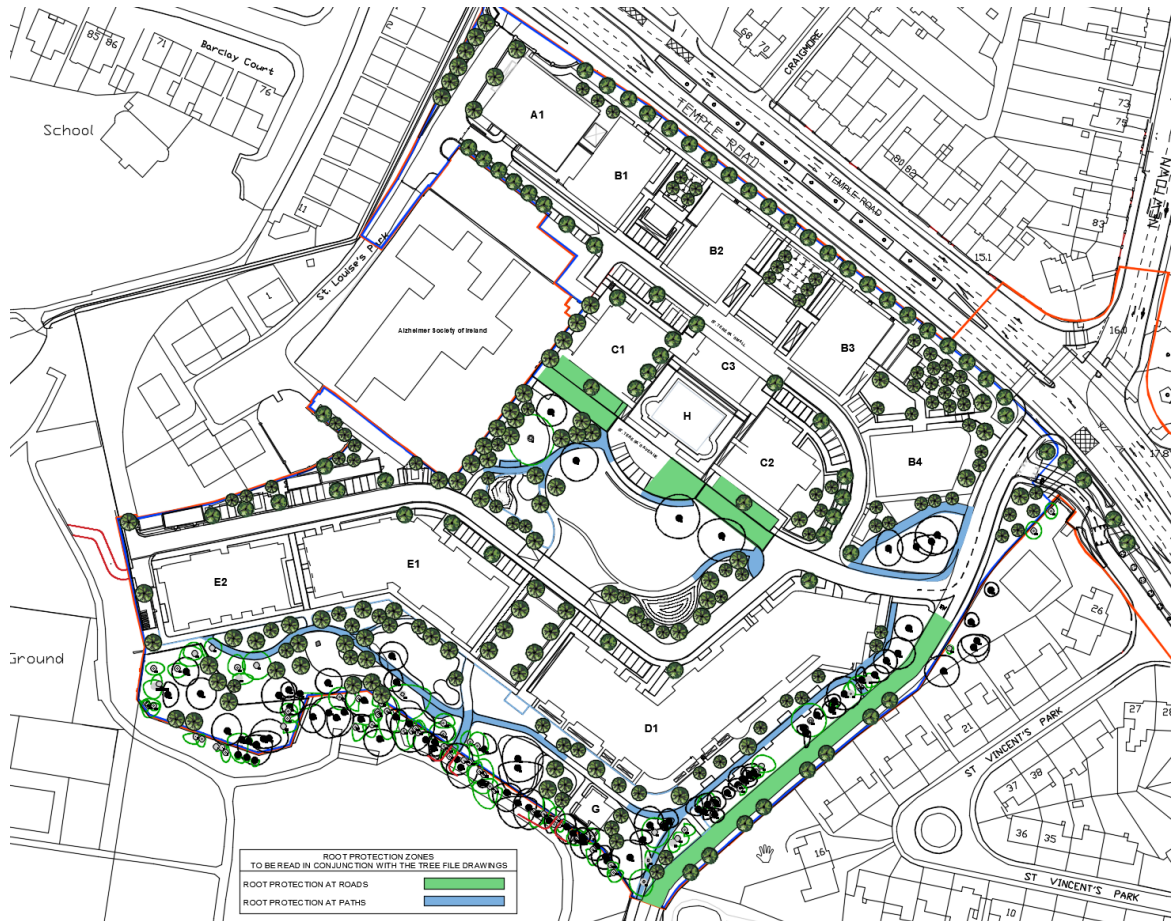 2
68
70
CRAIGMORE
85
86
71
Barclay Court
76
School
73
75
A1
TEMPLE ROAD
80
82
NEWTOWN
TEMPLE ROAD
B1
83
11
B2
15.1
St. Louise's Park
1
16.0
Alzheimer Society of Ireland
C1
B3
C3
H
17.8
C2
B4
E1
E2
26
Ground
21
27
28
D1
ST VINCENT'S PARK
38
37
G
36
35
16
ROOT PROTECTION ZONES
TO BE READ IN CONJUNCTION WITH THE TREE FILE DRAWINGS
ROOT PROTECTION AT ROADS
ROOT PROTECTION AT PATHS
ST VINCENT'S PARK
10